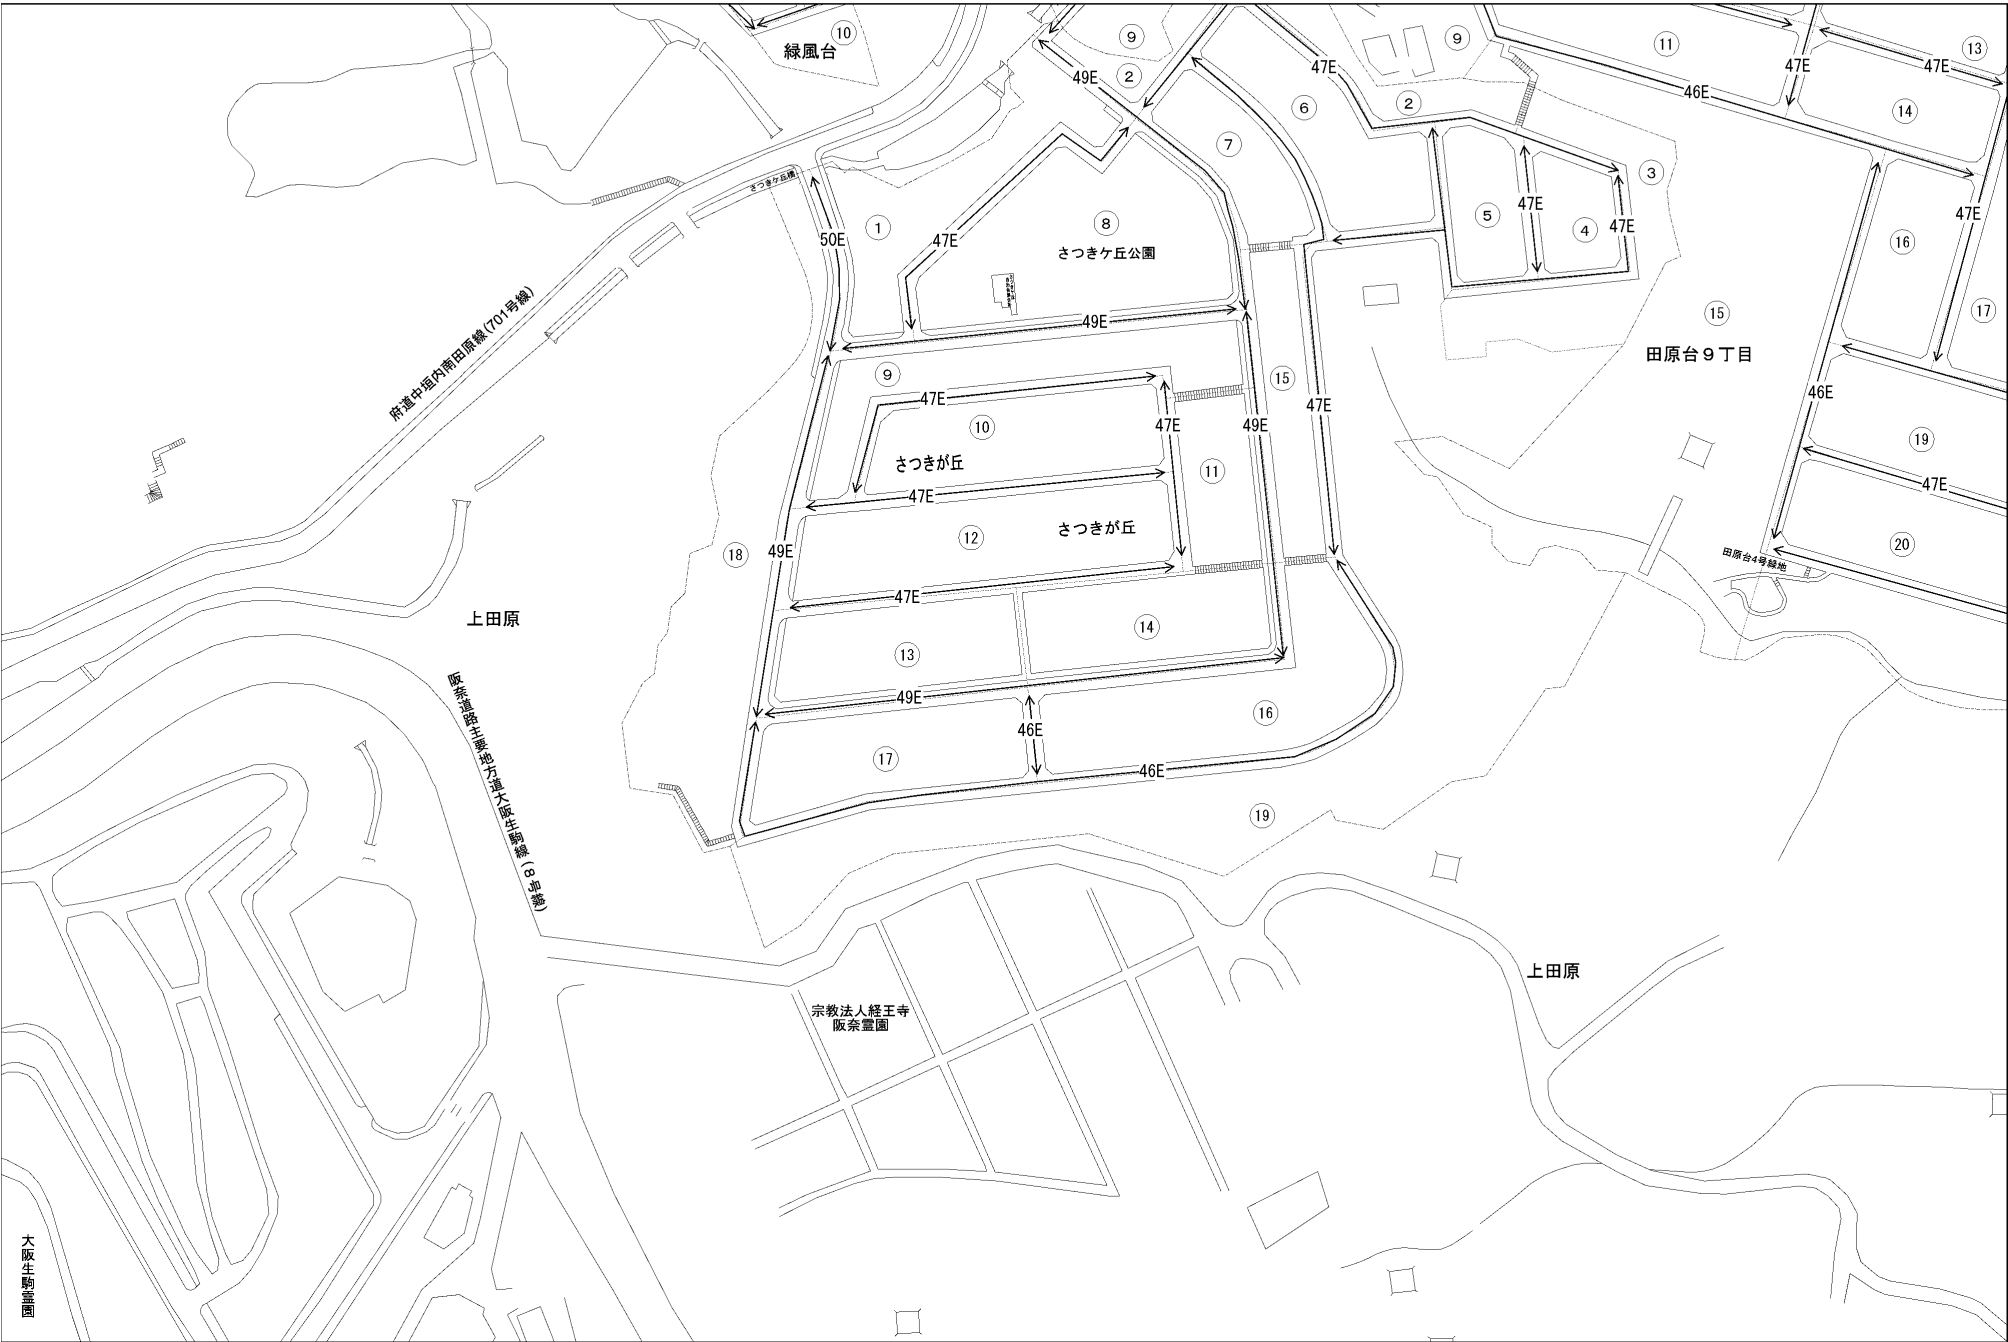 ⑩
緑風台
⑨
②
49E
47E
⑨
⑪
⑬
47E
47E
46E
⑭
⑥
②
⑦
③
さつきケ丘橋
①
50E
47E
⑧
さつきケ丘公園
⑤
47E
④
47E
47E
⑯
⑰
府道中垣内南田原線(701号線)
49E
⑮
田原台９丁目
⑨
47E
⑮
47E
46E
⑩
47E
49E
さつきが丘
⑪
⑲
47E
47E
⑱
49E
⑫
さつきが丘
⑳
田原台4号緑地
47E
上田原
⑭
⑬
49E
46E
⑯
⑰
46E
⑲
阪奈道路主要地方道大阪生駒線(８号線)
上田原
宗教法人経王寺
阪奈霊園
大阪生駒霊園